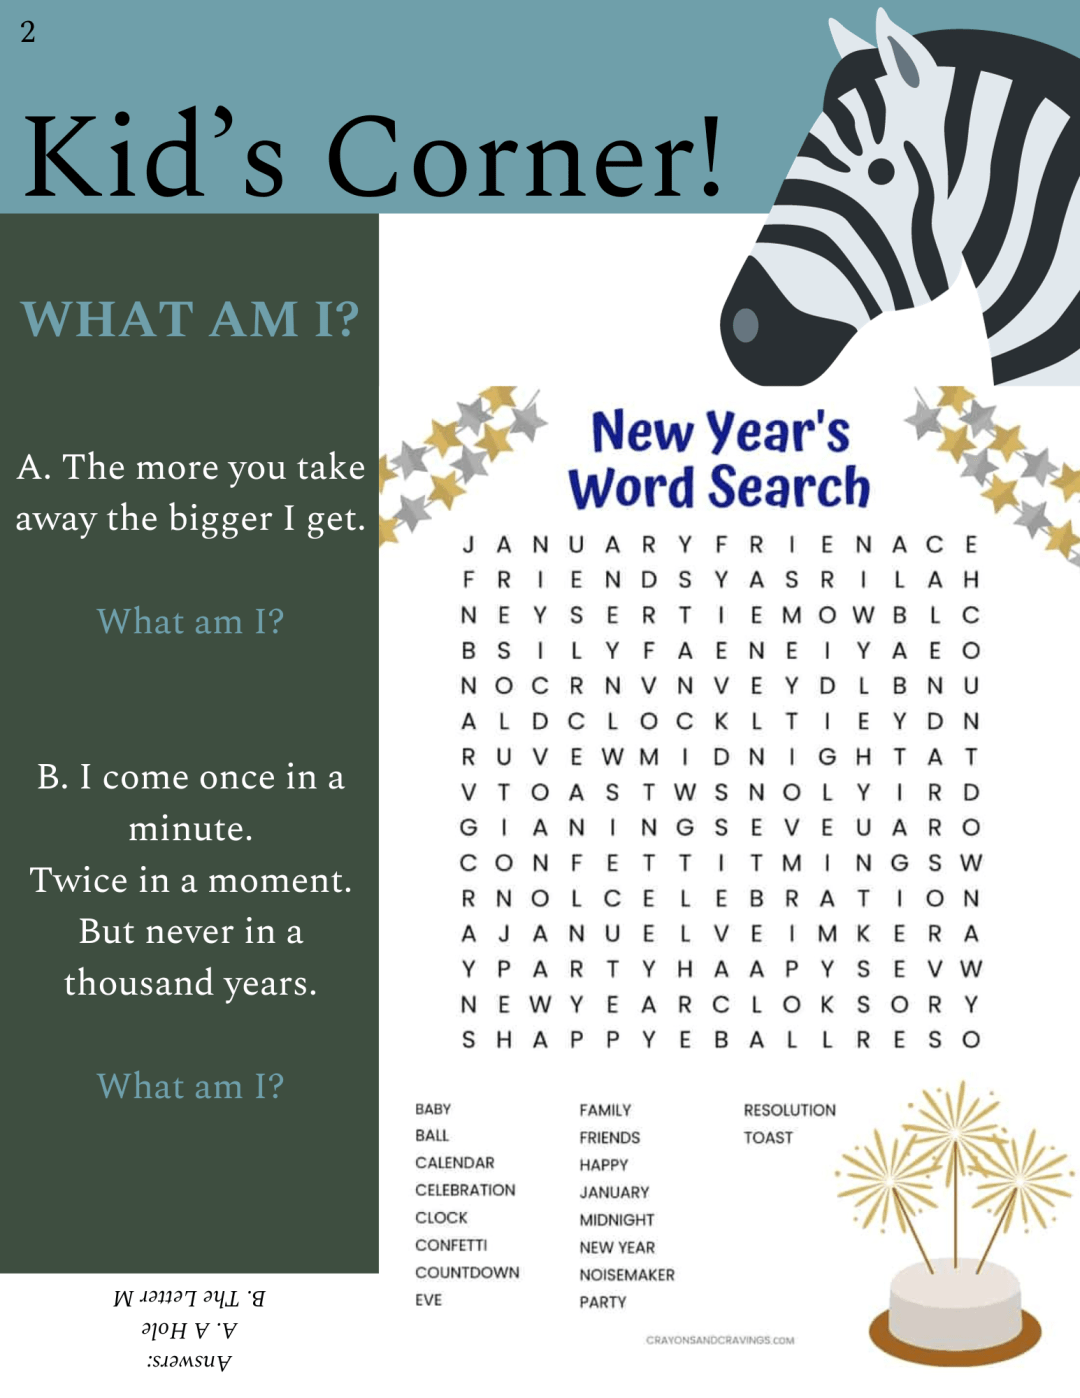 2
Kid’s Corner!
WHAT AM I?
A. The more you take
away the bigger I get.
What am I?
B. I come once in a
minute.
Twice in a moment.
But never in a
thousand years.
What am I?
Answers:
A. A Hole
B. The Letter M
New Year's
Word Search
J A N U A R Y F R I E N A C E
F R I E N D S Y A S R I L A H
N E Y S E R T I E M O W B L C
B S I L Y F A E N E I Y A E O
N O C R N V N V E Y D L B N U
A L D C L O C K L T I E Y D N
R U V E W M I D N I G H T A T
V T O A S T W S N O L Y I R D
G I A N I N G S E V E U A R O
C O N F E T T I T M I N G S W
R N O L C E L E B R A T I O N
A J A N U E L V E I M K E R A
Y P A R T Y H A A P Y S E V W
N E W Y E A R C L O K S O R Y
S H A P P Y E B A L L R E S O
BABY
BALL
CALENDAR
CELEBRATION
CLOCK
CONFETTI
COUNTDOWN
EVE
FAMILY
FRIENDS
HAPPY
JANUARY
MIDNIGHT
NEW YEAR
NOISEMAKER
PARTY
RESOLUTION
TOAST
CRAYONSANDCRAVINGS.COM